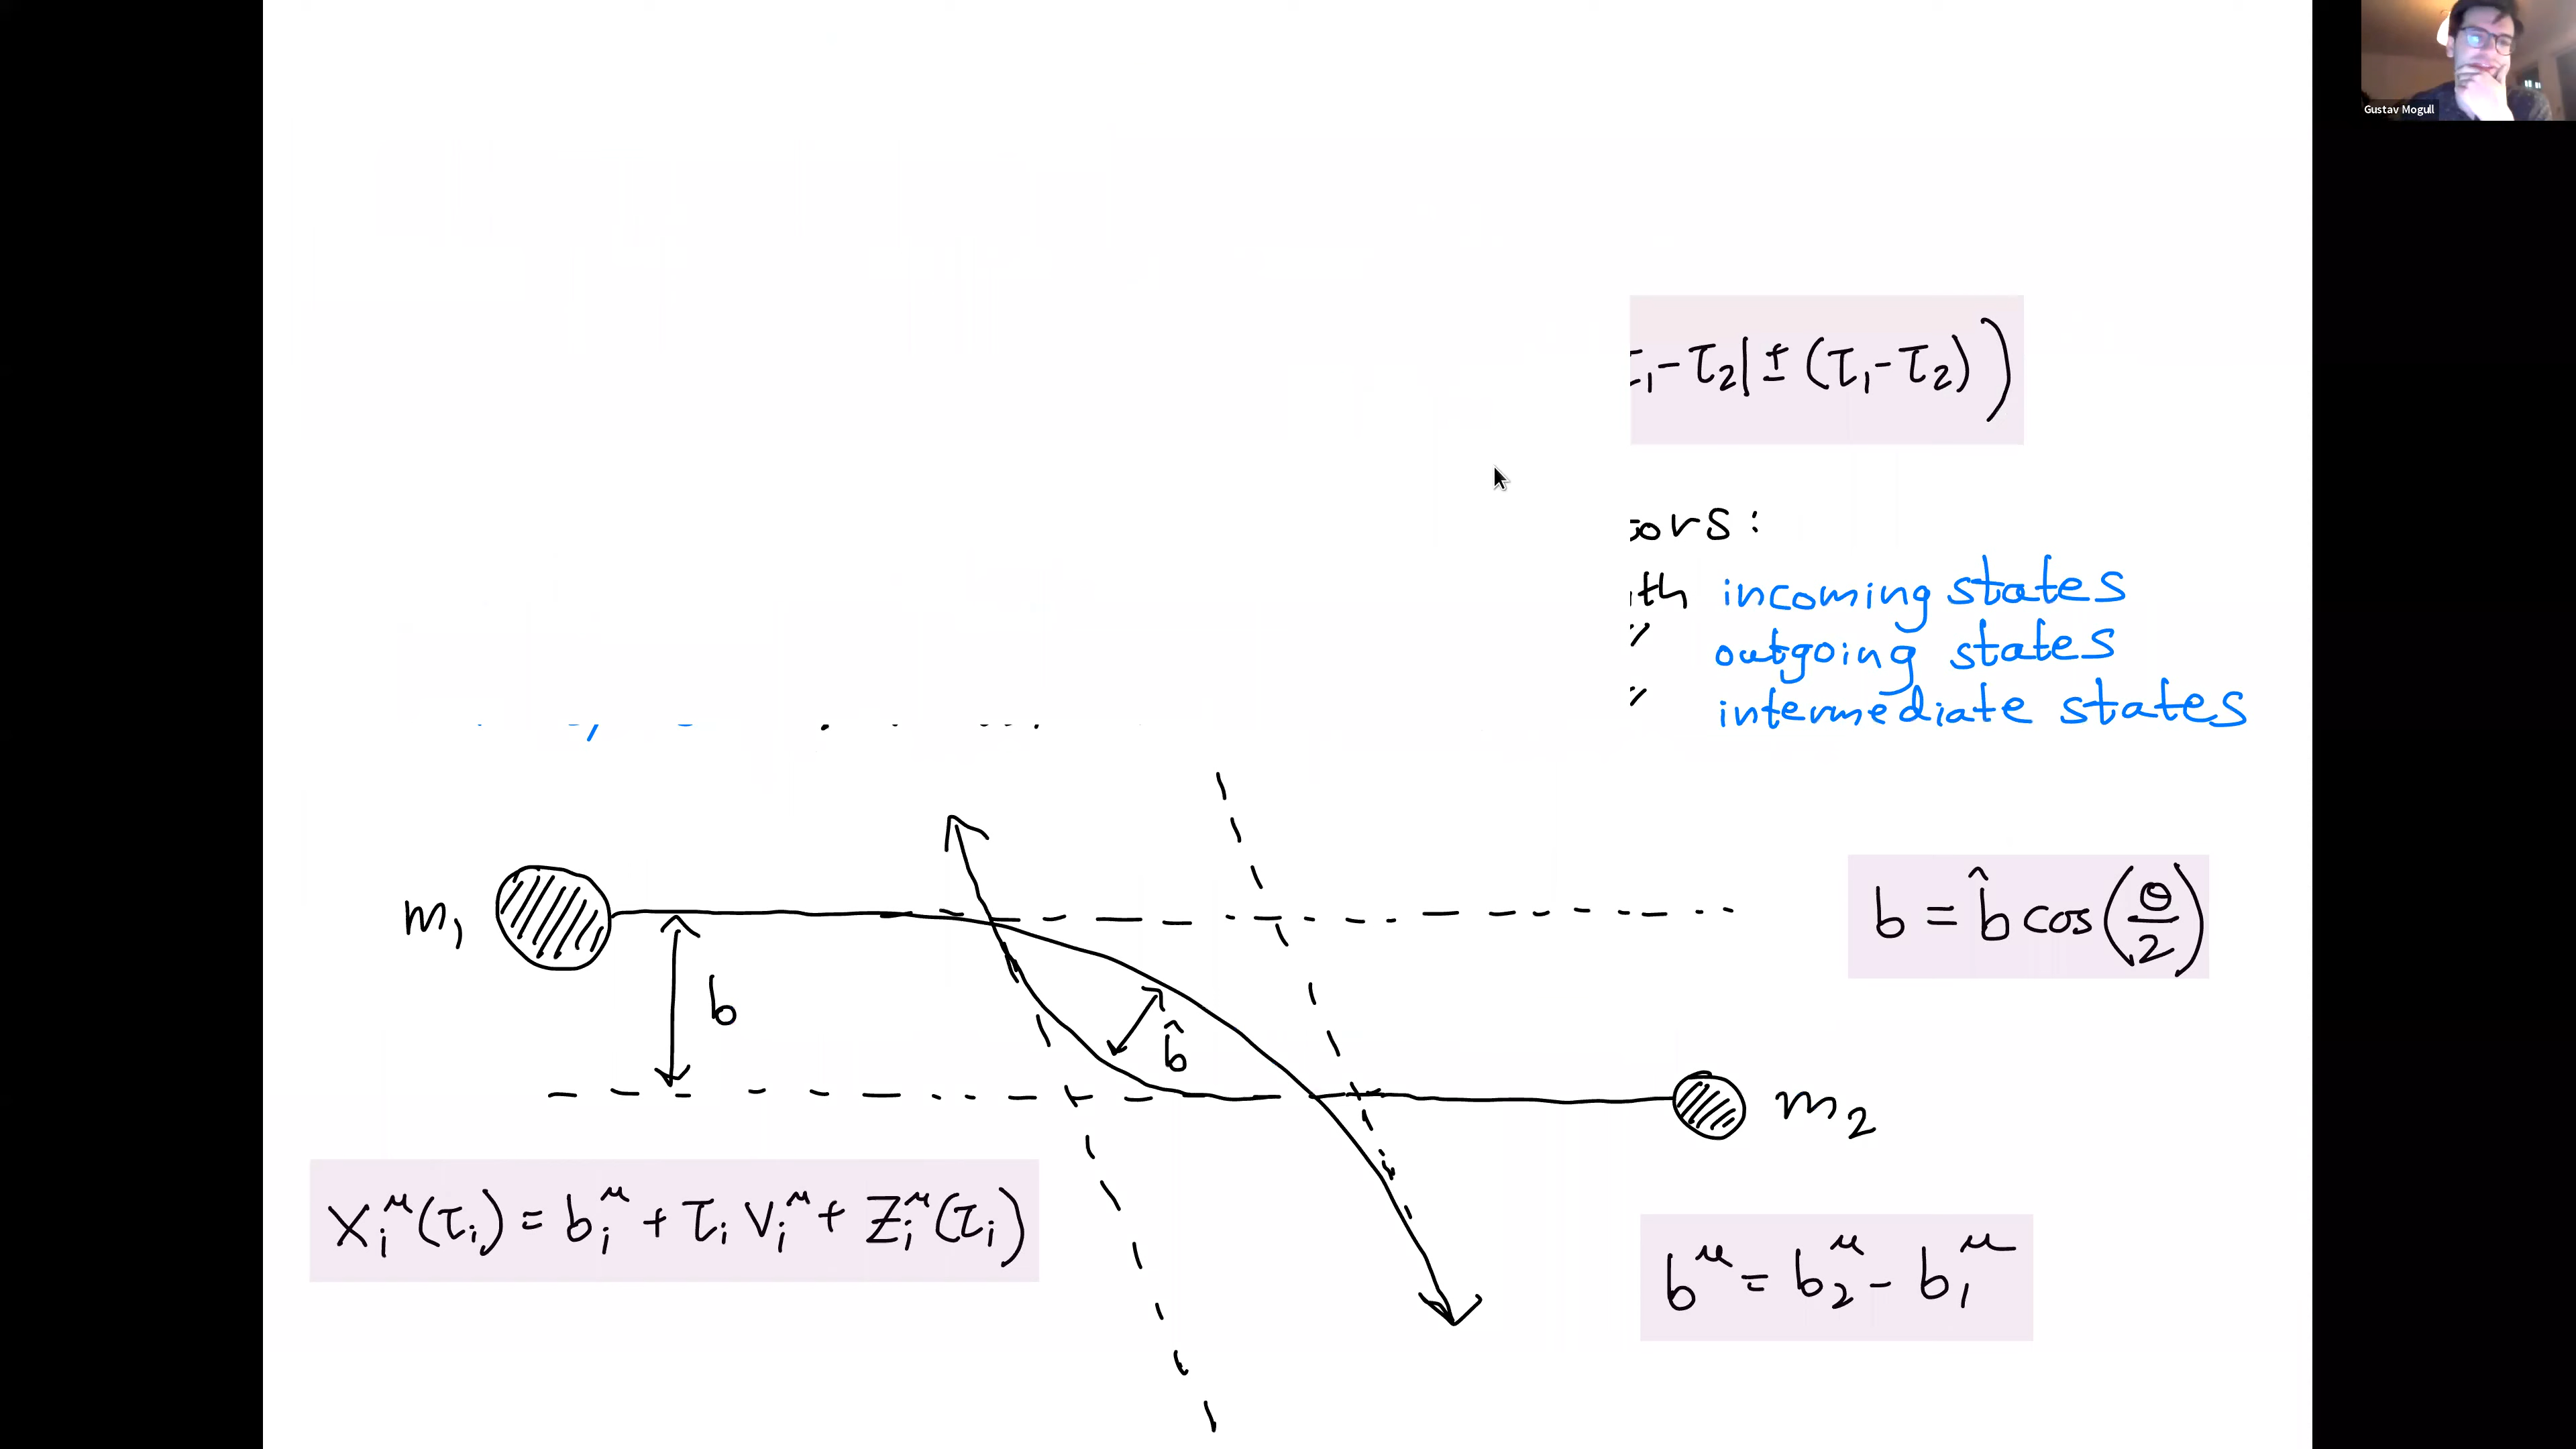 Gustav Mogull
τ₁-τ₂|±(τ₁-τ₂))
ors:
th incoming states
" outgoing states
" intermediate states
m₁
b = b̂ cos(θ/2)
b
b̂
m₂
xᵢ^μ(τᵢ) = bᵢ^μ + τᵢ vᵢ^μ + zᵢ^μ(τᵢ)
b^μ = b₂^μ - b₁^μ